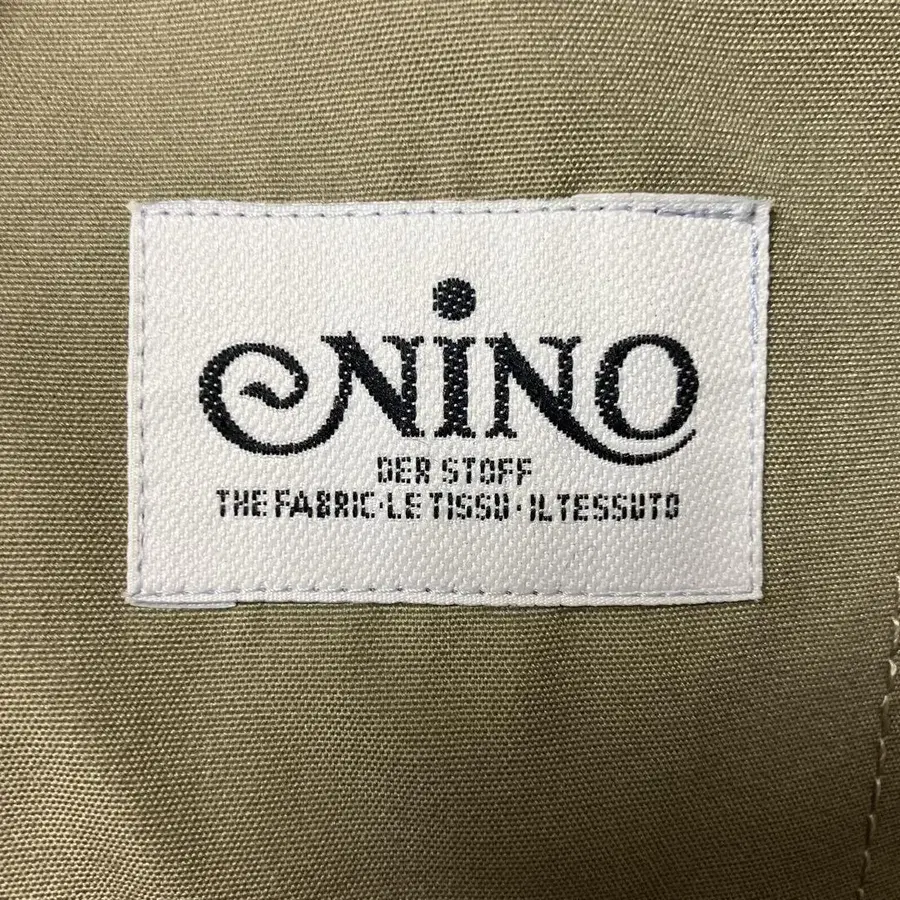 NINO
DER STOFF
THE FABRIC·LE TISSU·IL TESSUTO